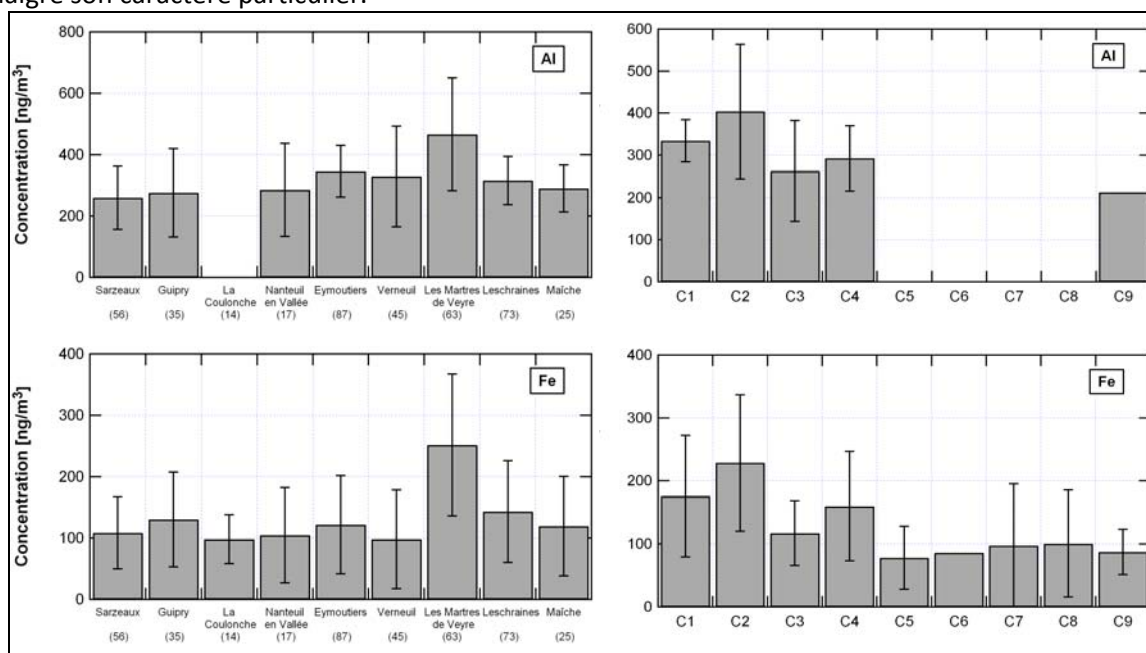 malgré son caractère particulier.
Concentration [ng/m³]
800
600
400
200
0
Al
Sarzeaux Guipry La Coulonche Nanteuil en Vallée Eymoutiers Verneuil Les Martres de Veyre Leschraines Maîche
(56) (35) (14) (17) (87) (45) (63) (73) (25)
600
500
400
300
200
100
0
Al
C1 C2 C3 C4 C5 C6 C7 C8 C9
Concentration [ng/m³]
400
300
200
100
0
Fe
Sarzeaux Guipry La Coulonche Nanteuil en Vallée Eymoutiers Verneuil Les Martres de Veyre Leschraines Maîche
(56) (35) (14) (17) (87) (45) (63) (73) (25)
400
300
200
100
0
Fe
C1 C2 C3 C4 C5 C6 C7 C8 C9